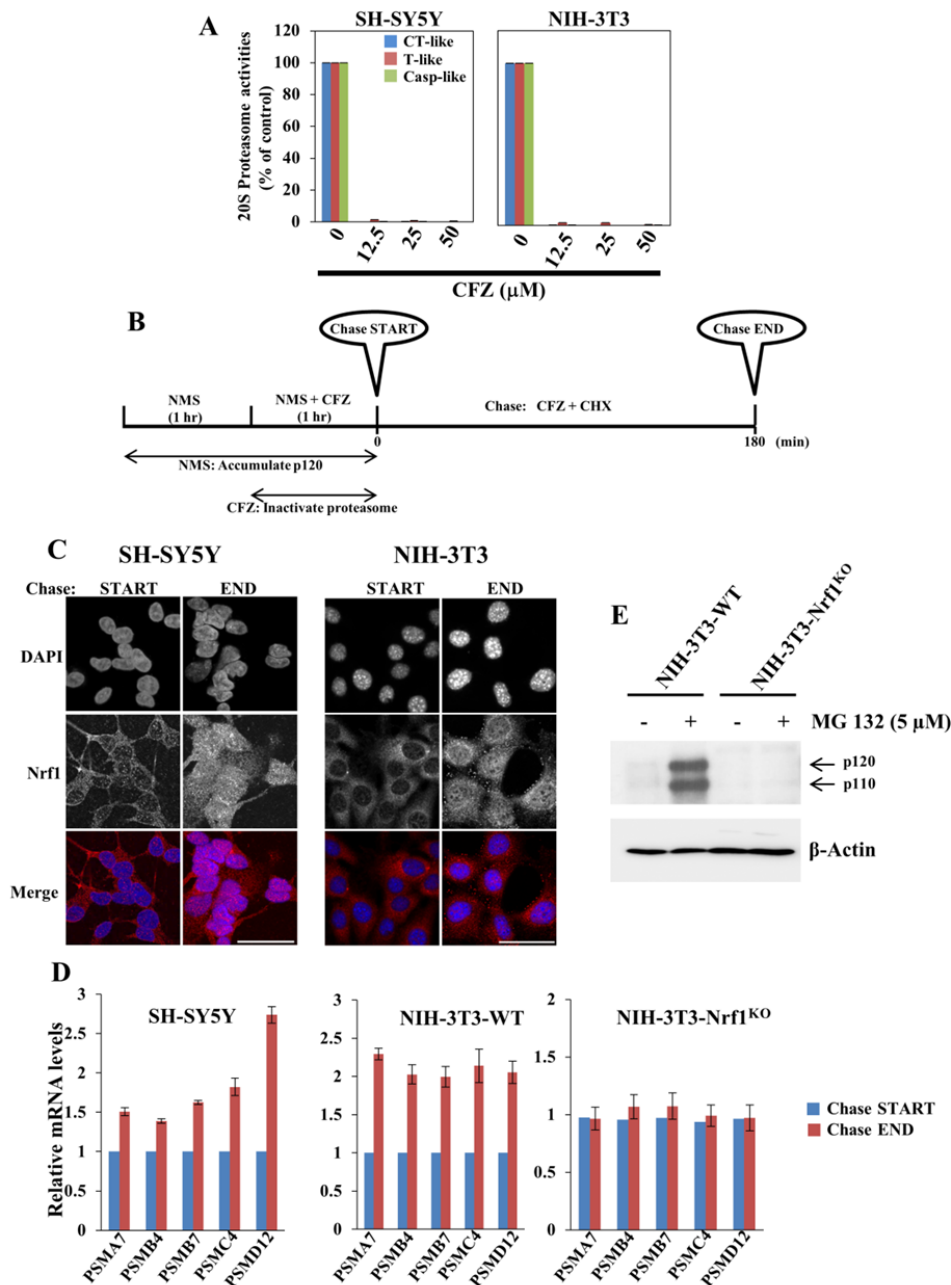 A
SH-SY5Y
NIH-3T3
20S Proteasome activities
(% of control)
120
100
80
60
40
20
0
CT-like
T-like
Casp-like
0
12.5
25
50
0
12.5
25
50
CFZ (µM)
B
Chase START
Chase END
NMS
(1 hr)
NMS + CFZ
(1 hr)
Chase: CFZ + CHX
0
180 (min)
NMS: Accumulate p120
CFZ: Inactivate proteasome
C
SH-SY5Y
NIH-3T3
Chase: START END
START END
DAPI
Nrf1
Merge
E
NIH-3T3-WT
NIH-3T3-Nrf1KO
- + - + MG 132 (5 µM)
p120
p110
β-Actin
D
Relative mRNA levels
SH-SY5Y
3
2.5
2
1.5
1
0.5
0
PSMA7
PSMB4
PSMB7
PSMC4
PSMD12
NIH-3T3-WT
3
2.5
2
1.5
1
0.5
0
PSMA7
PSMB4
PSMB7
PSMC4
PSMD12
NIH-3T3-Nrf1KO
2
1.5
1
0.5
0
PSMA7
PSMB4
PSMB7
PSMC4
PSMD12
Chase START
Chase END